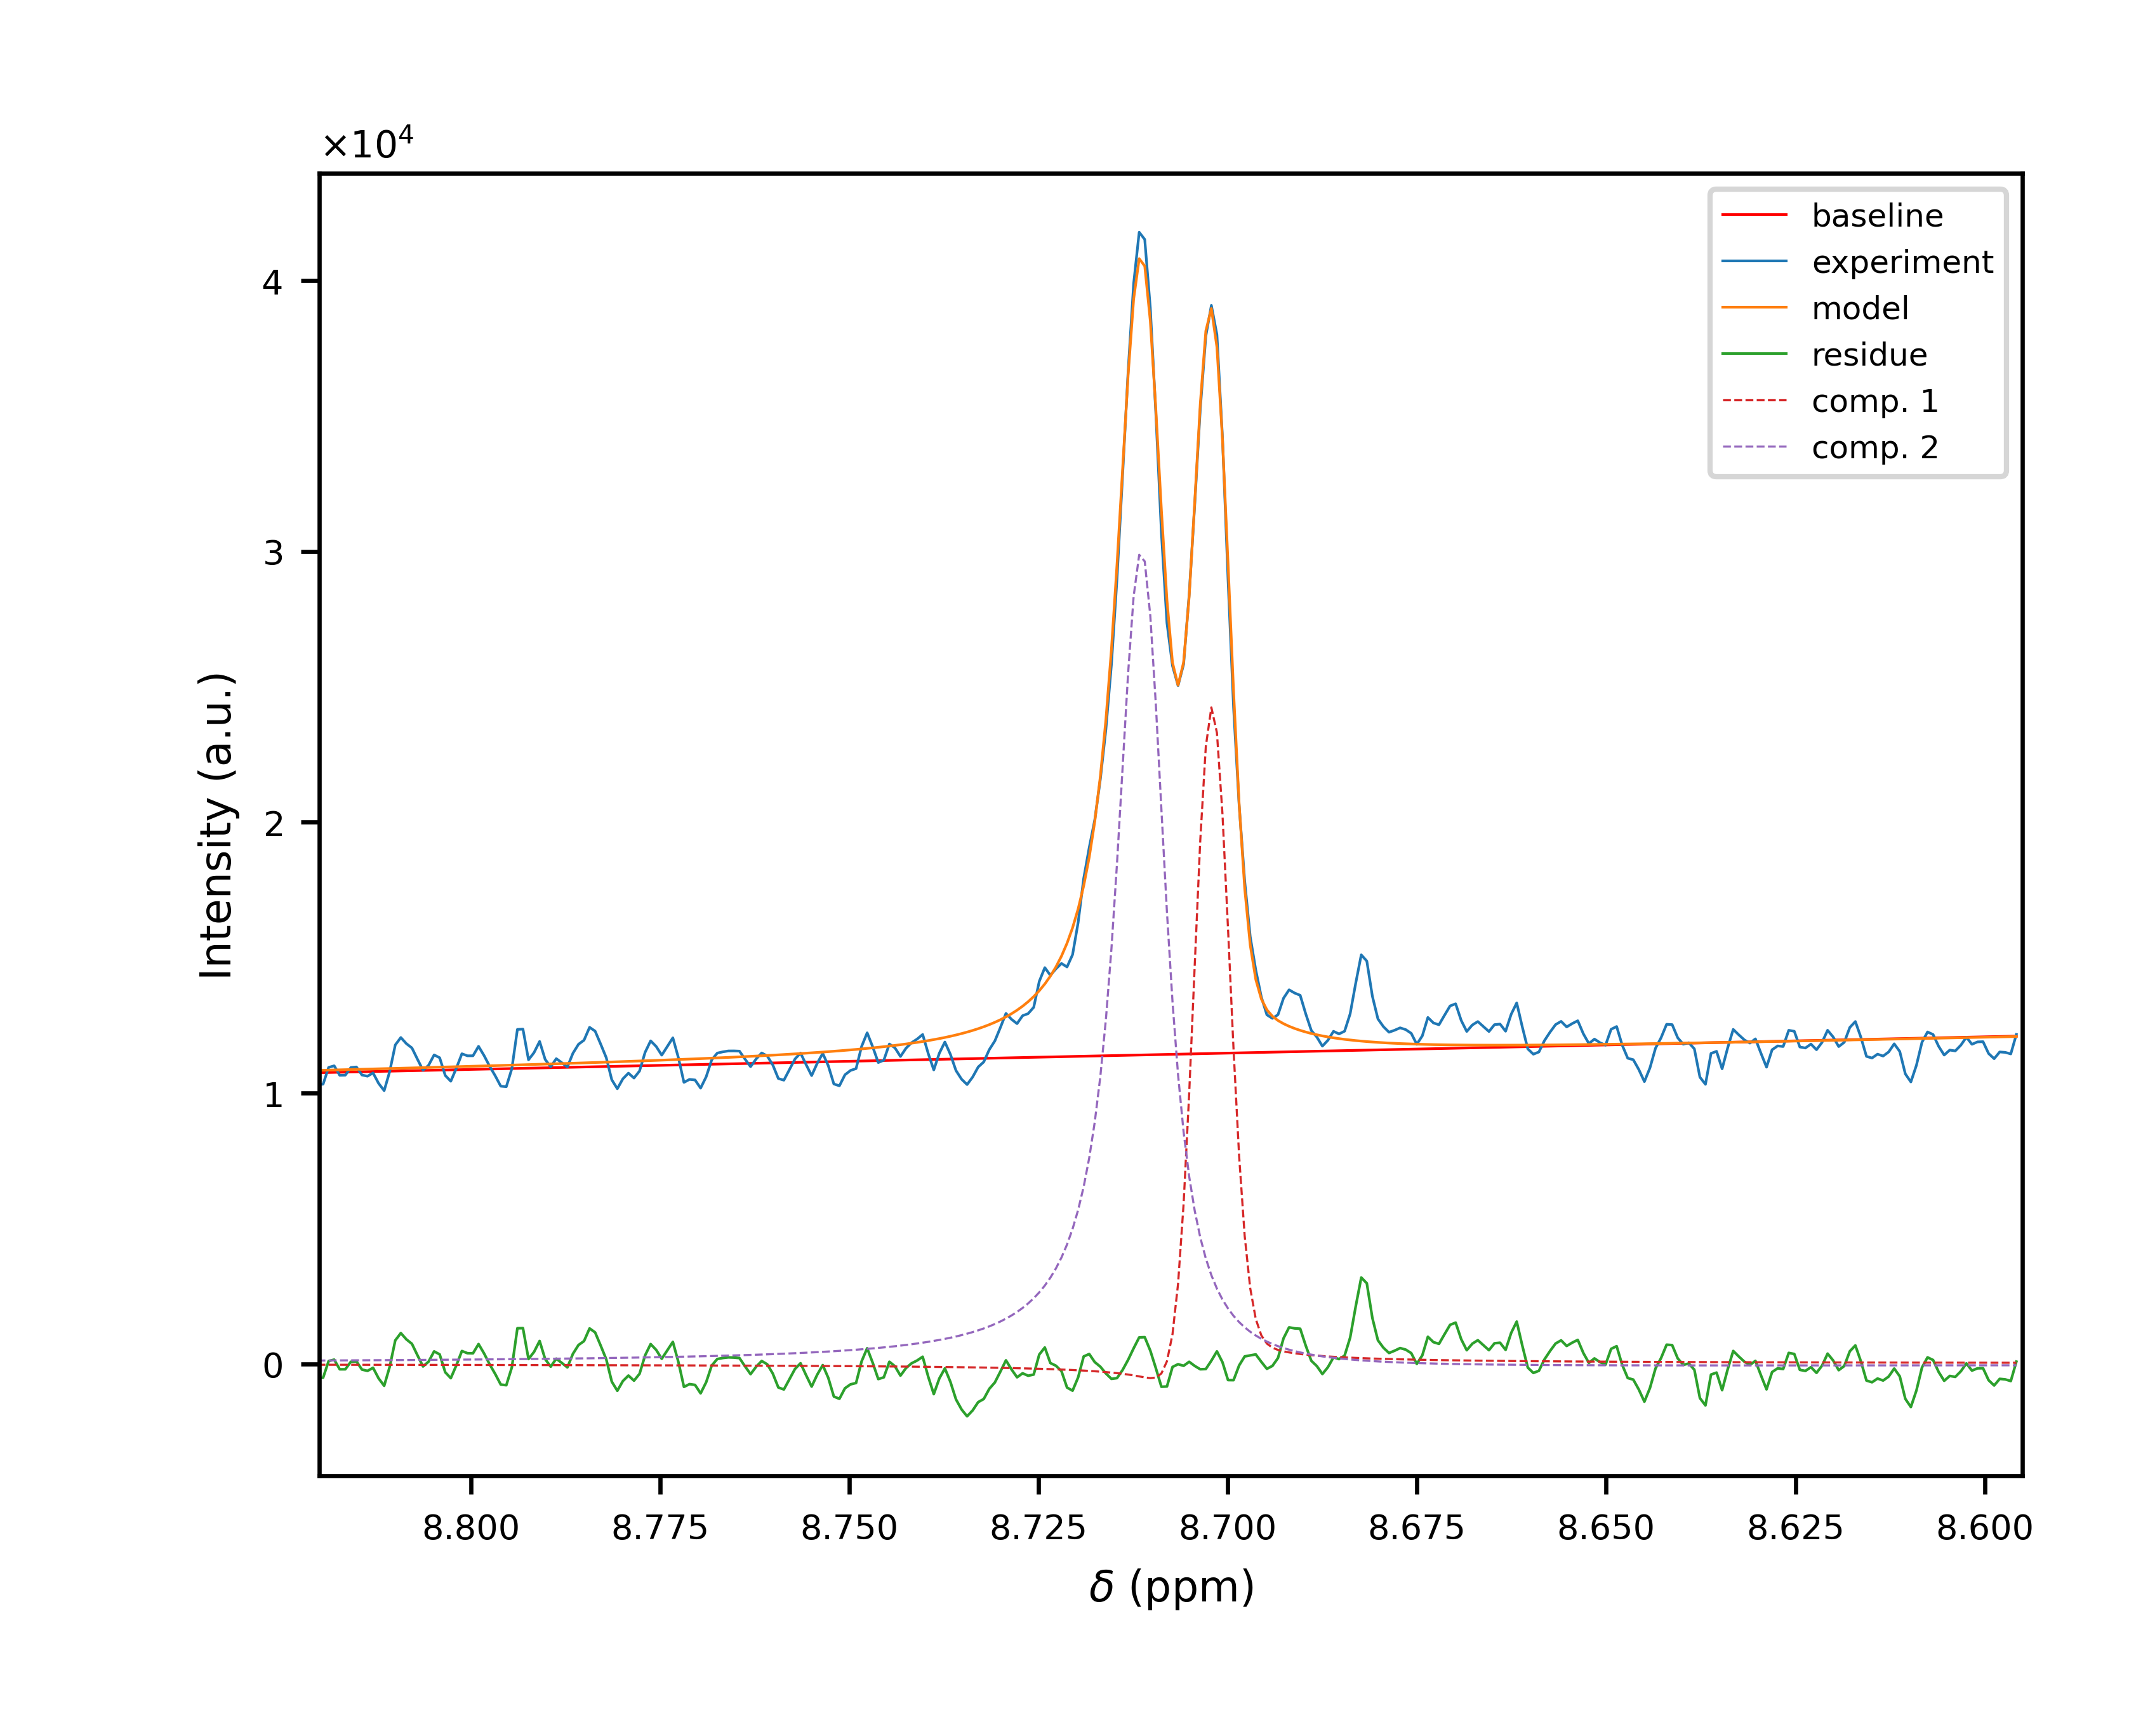 ×10⁴
baseline
experiment
model
residue
comp. 1
comp. 2
4
3
2
1
0
Intensity (a.u.)
8.800 8.775 8.750 8.725 8.700 8.675 8.650 8.625 8.600
δ (ppm)